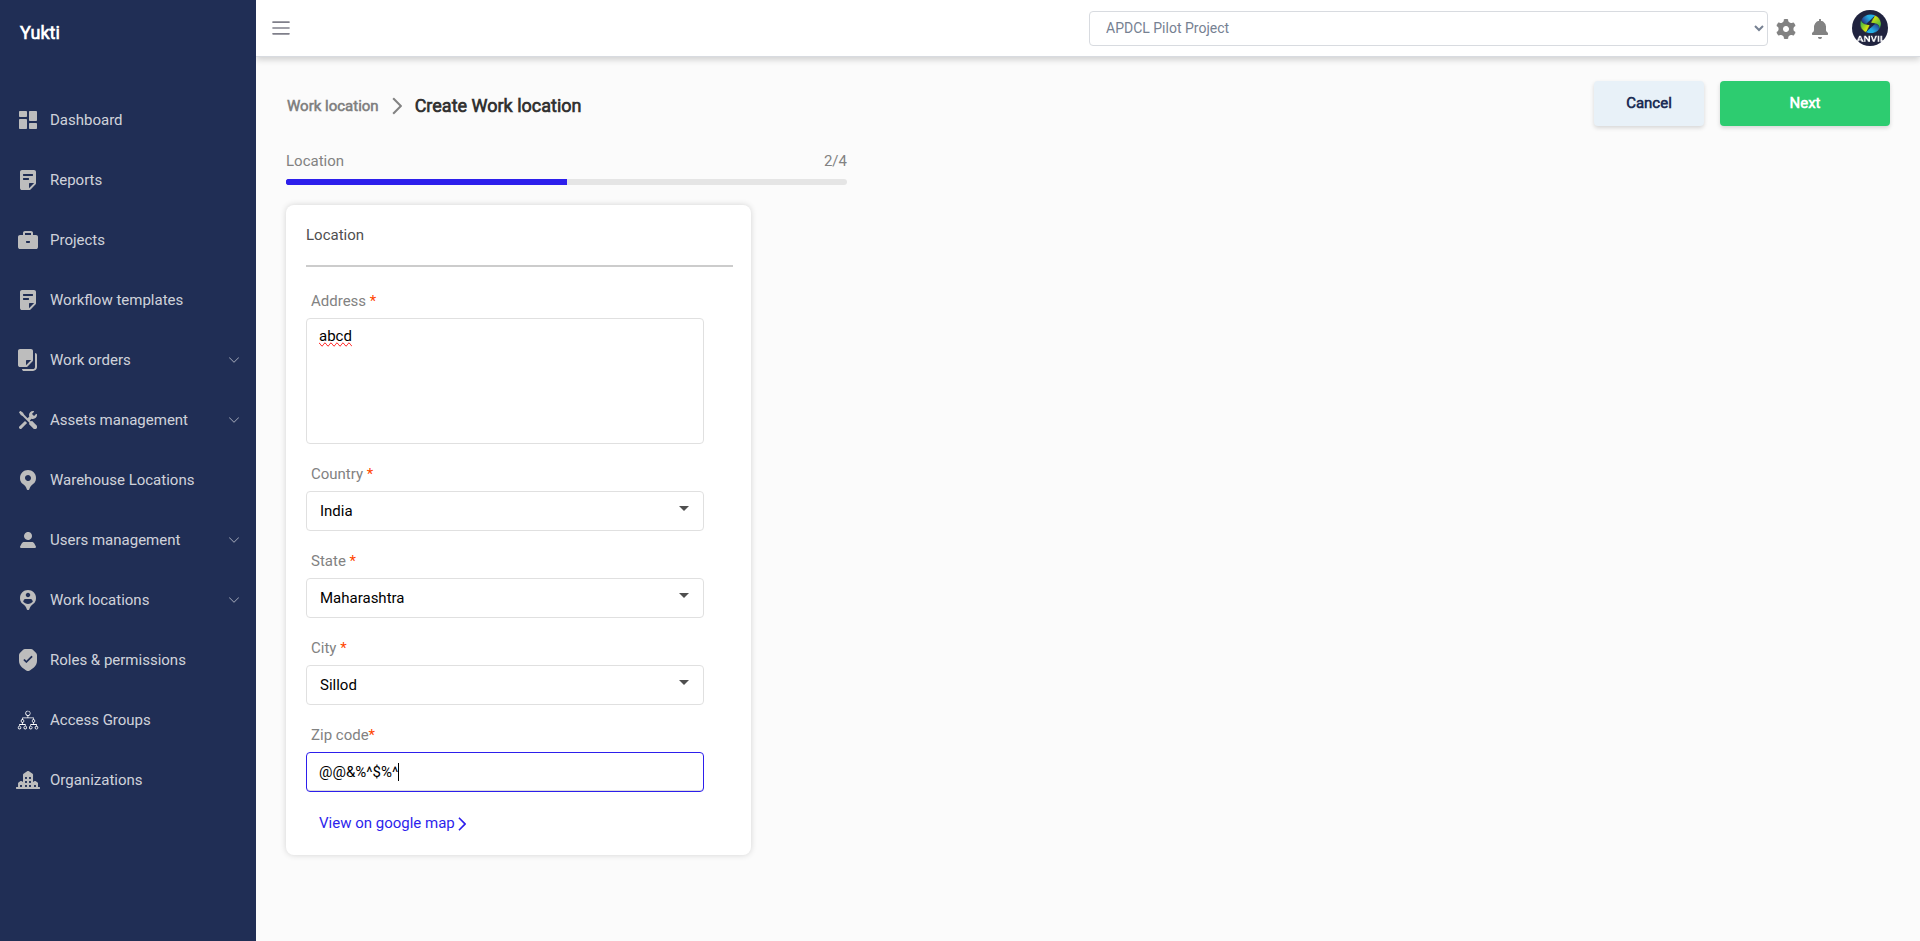 Yukti
APDCL Pilot Project
ANVI
Dashboard
Reports
Projects
Workflow templates
Work orders
Assets management
Warehouse Locations
Users management
Work locations
Roles & permissions
Access Groups
Organizations
Work location
Create Work location
Cancel
Next
Location
2/4
Location
Address *
abcd
Country *
India
State *
Maharashtra
City *
Sillod
Zip code*
@@&%^$%^
View on google map